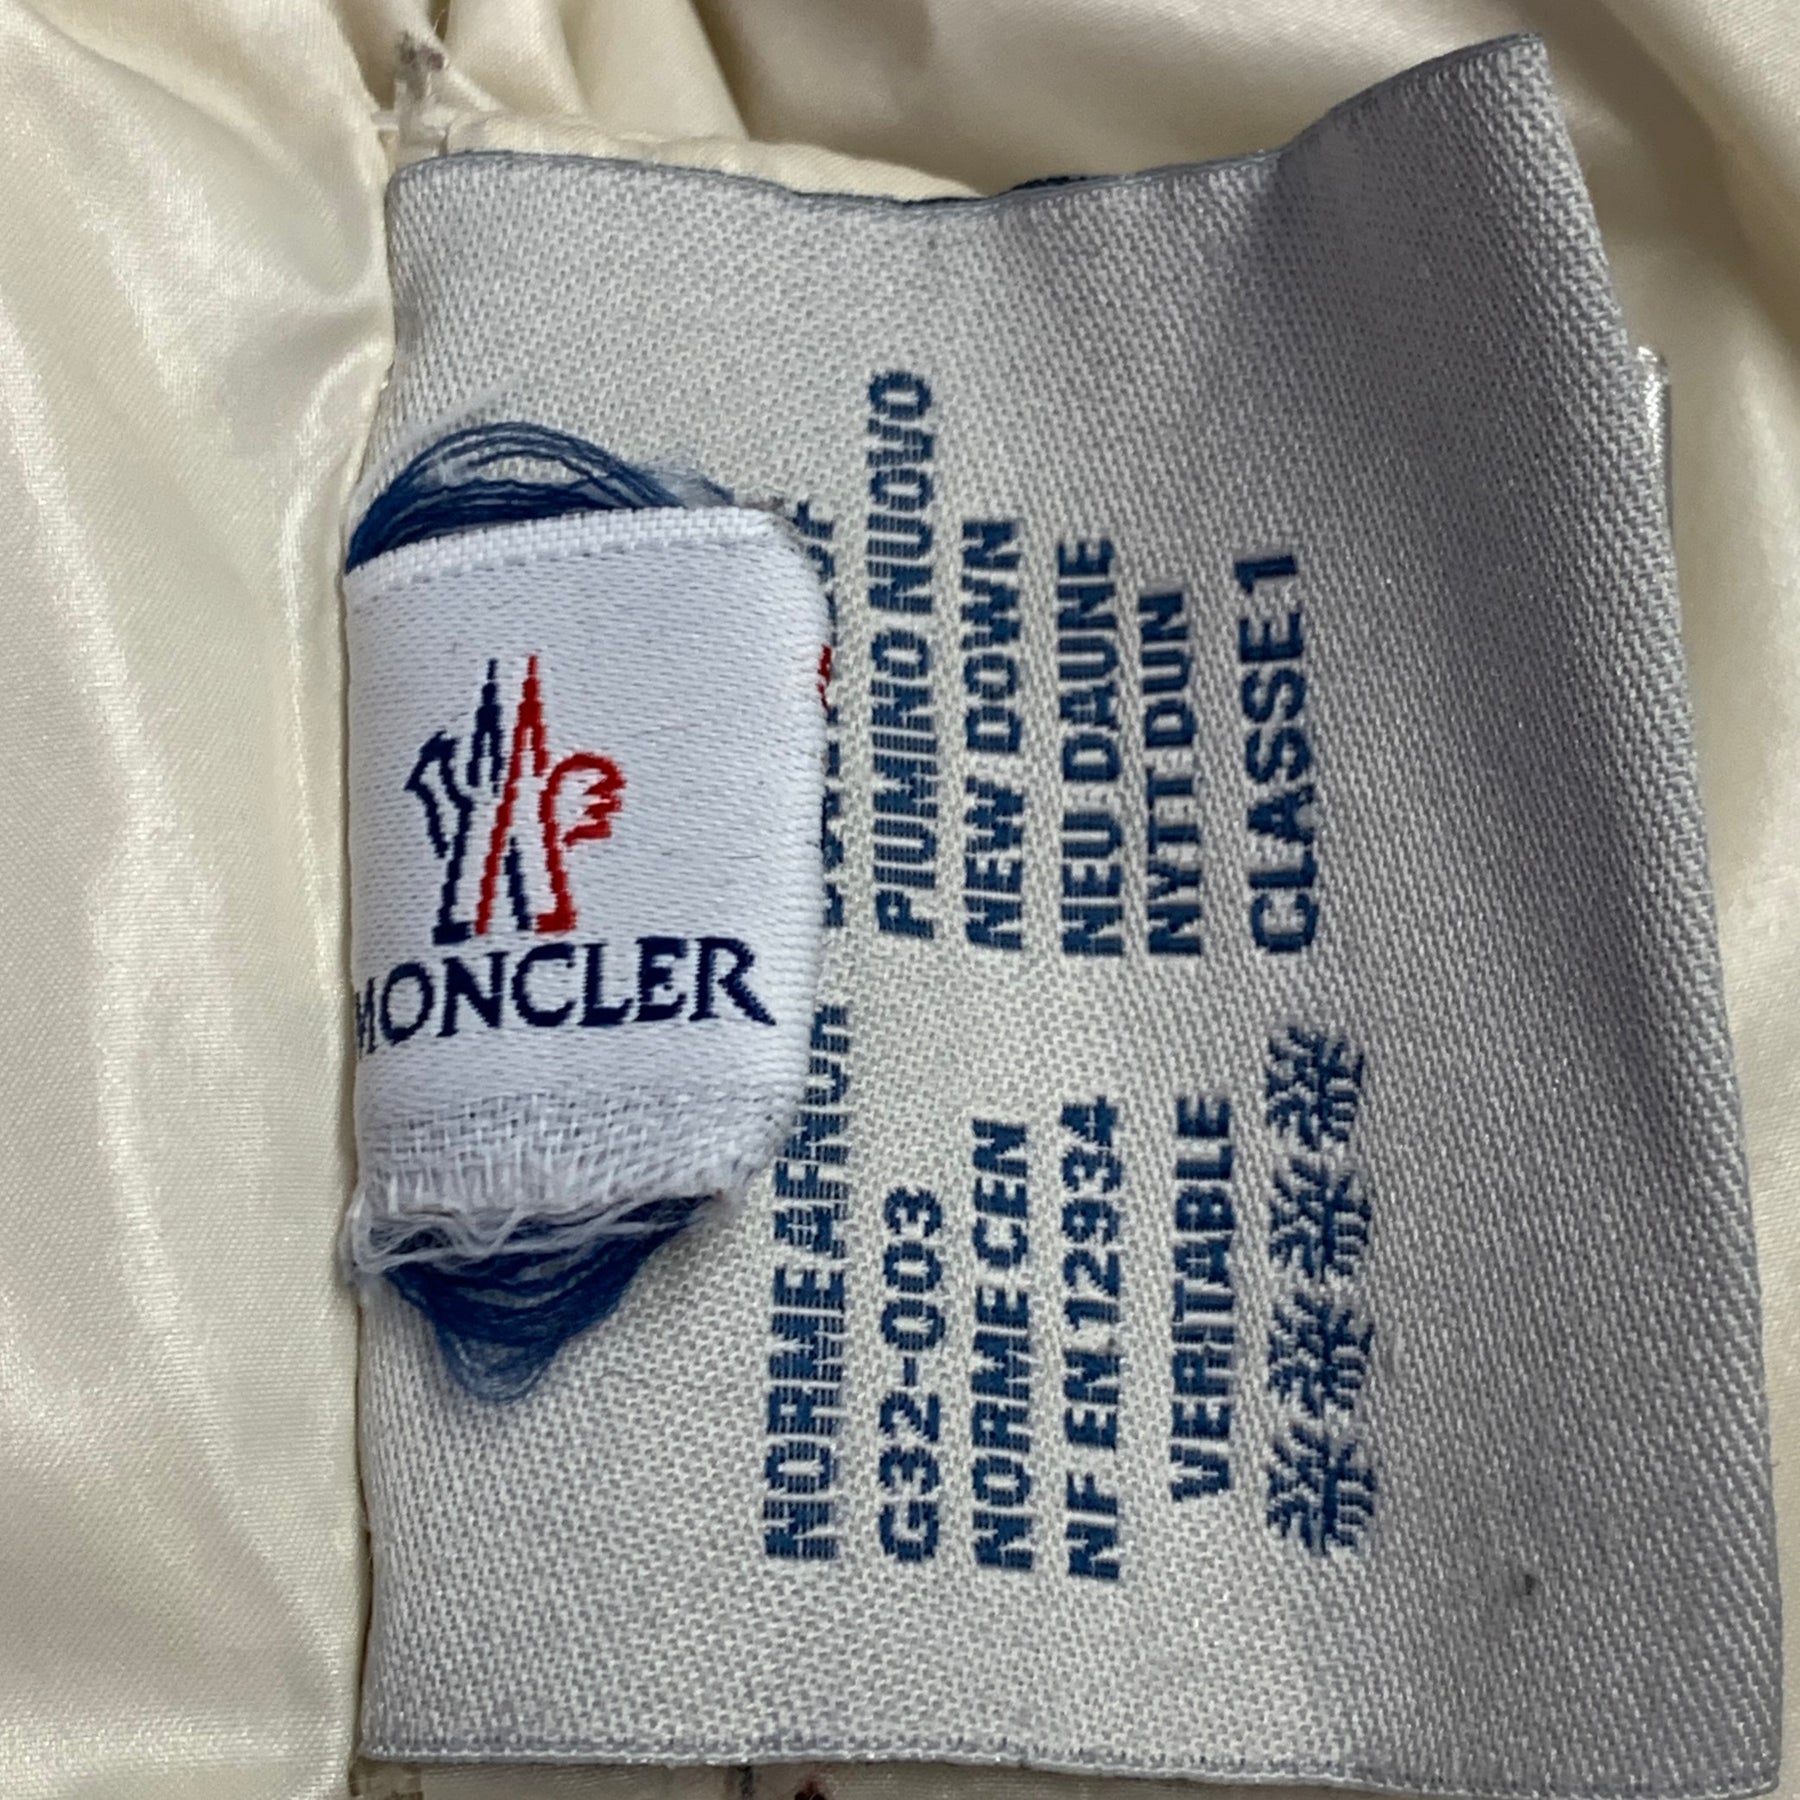 MONCLER
NORME AFNOR
G32-003
NORME CEN
NF EN 12934
VERITABLE
PIUMINO NUOVO
NEW DOWN
NEU DAUNE
NYTT DUN
CLASSE 1